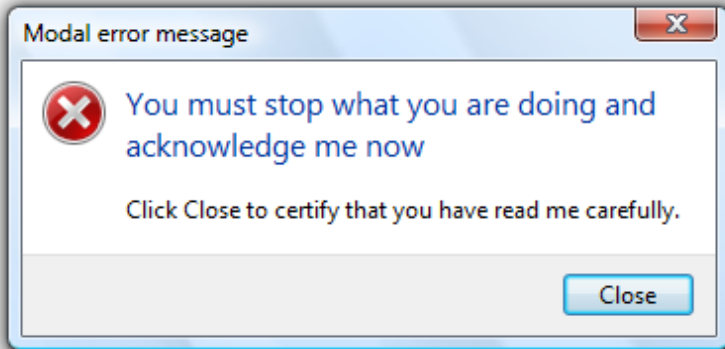 Modal error message
You must stop what you are doing and
acknowledge me now
Click Close to certify that you have read me carefully.
Close